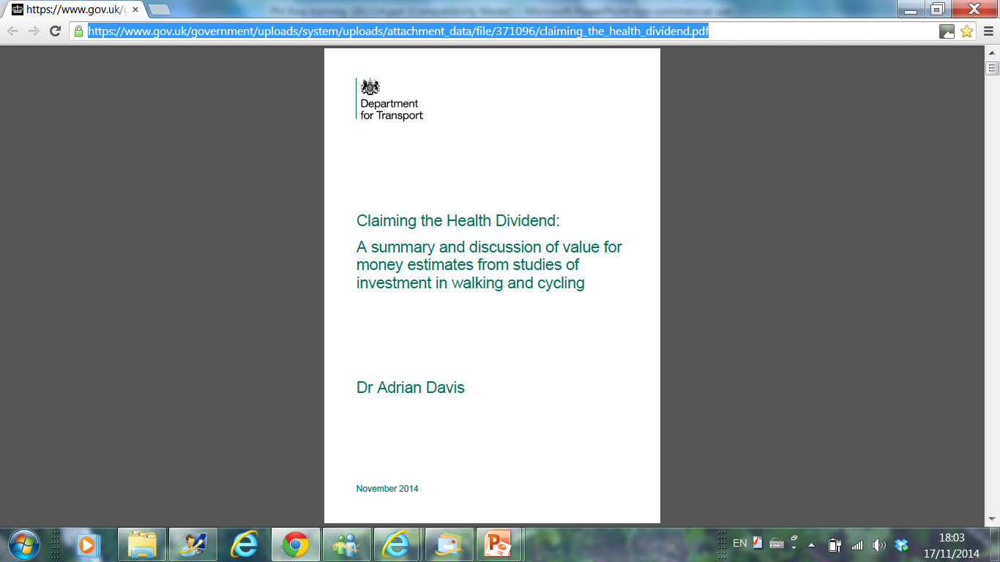 https://www.gov.uk/g
https://www.gov.uk/government/uploads/system/uploads/attachment_data/file/371096/claiming_the_health_dividend.pdf
Department
for Transport
Claiming the Health Dividend:
A summary and discussion of value for
money estimates from studies of
investment in walking and cycling
Dr Adrian Davis
November 2014
EN
18:03
17/11/2014